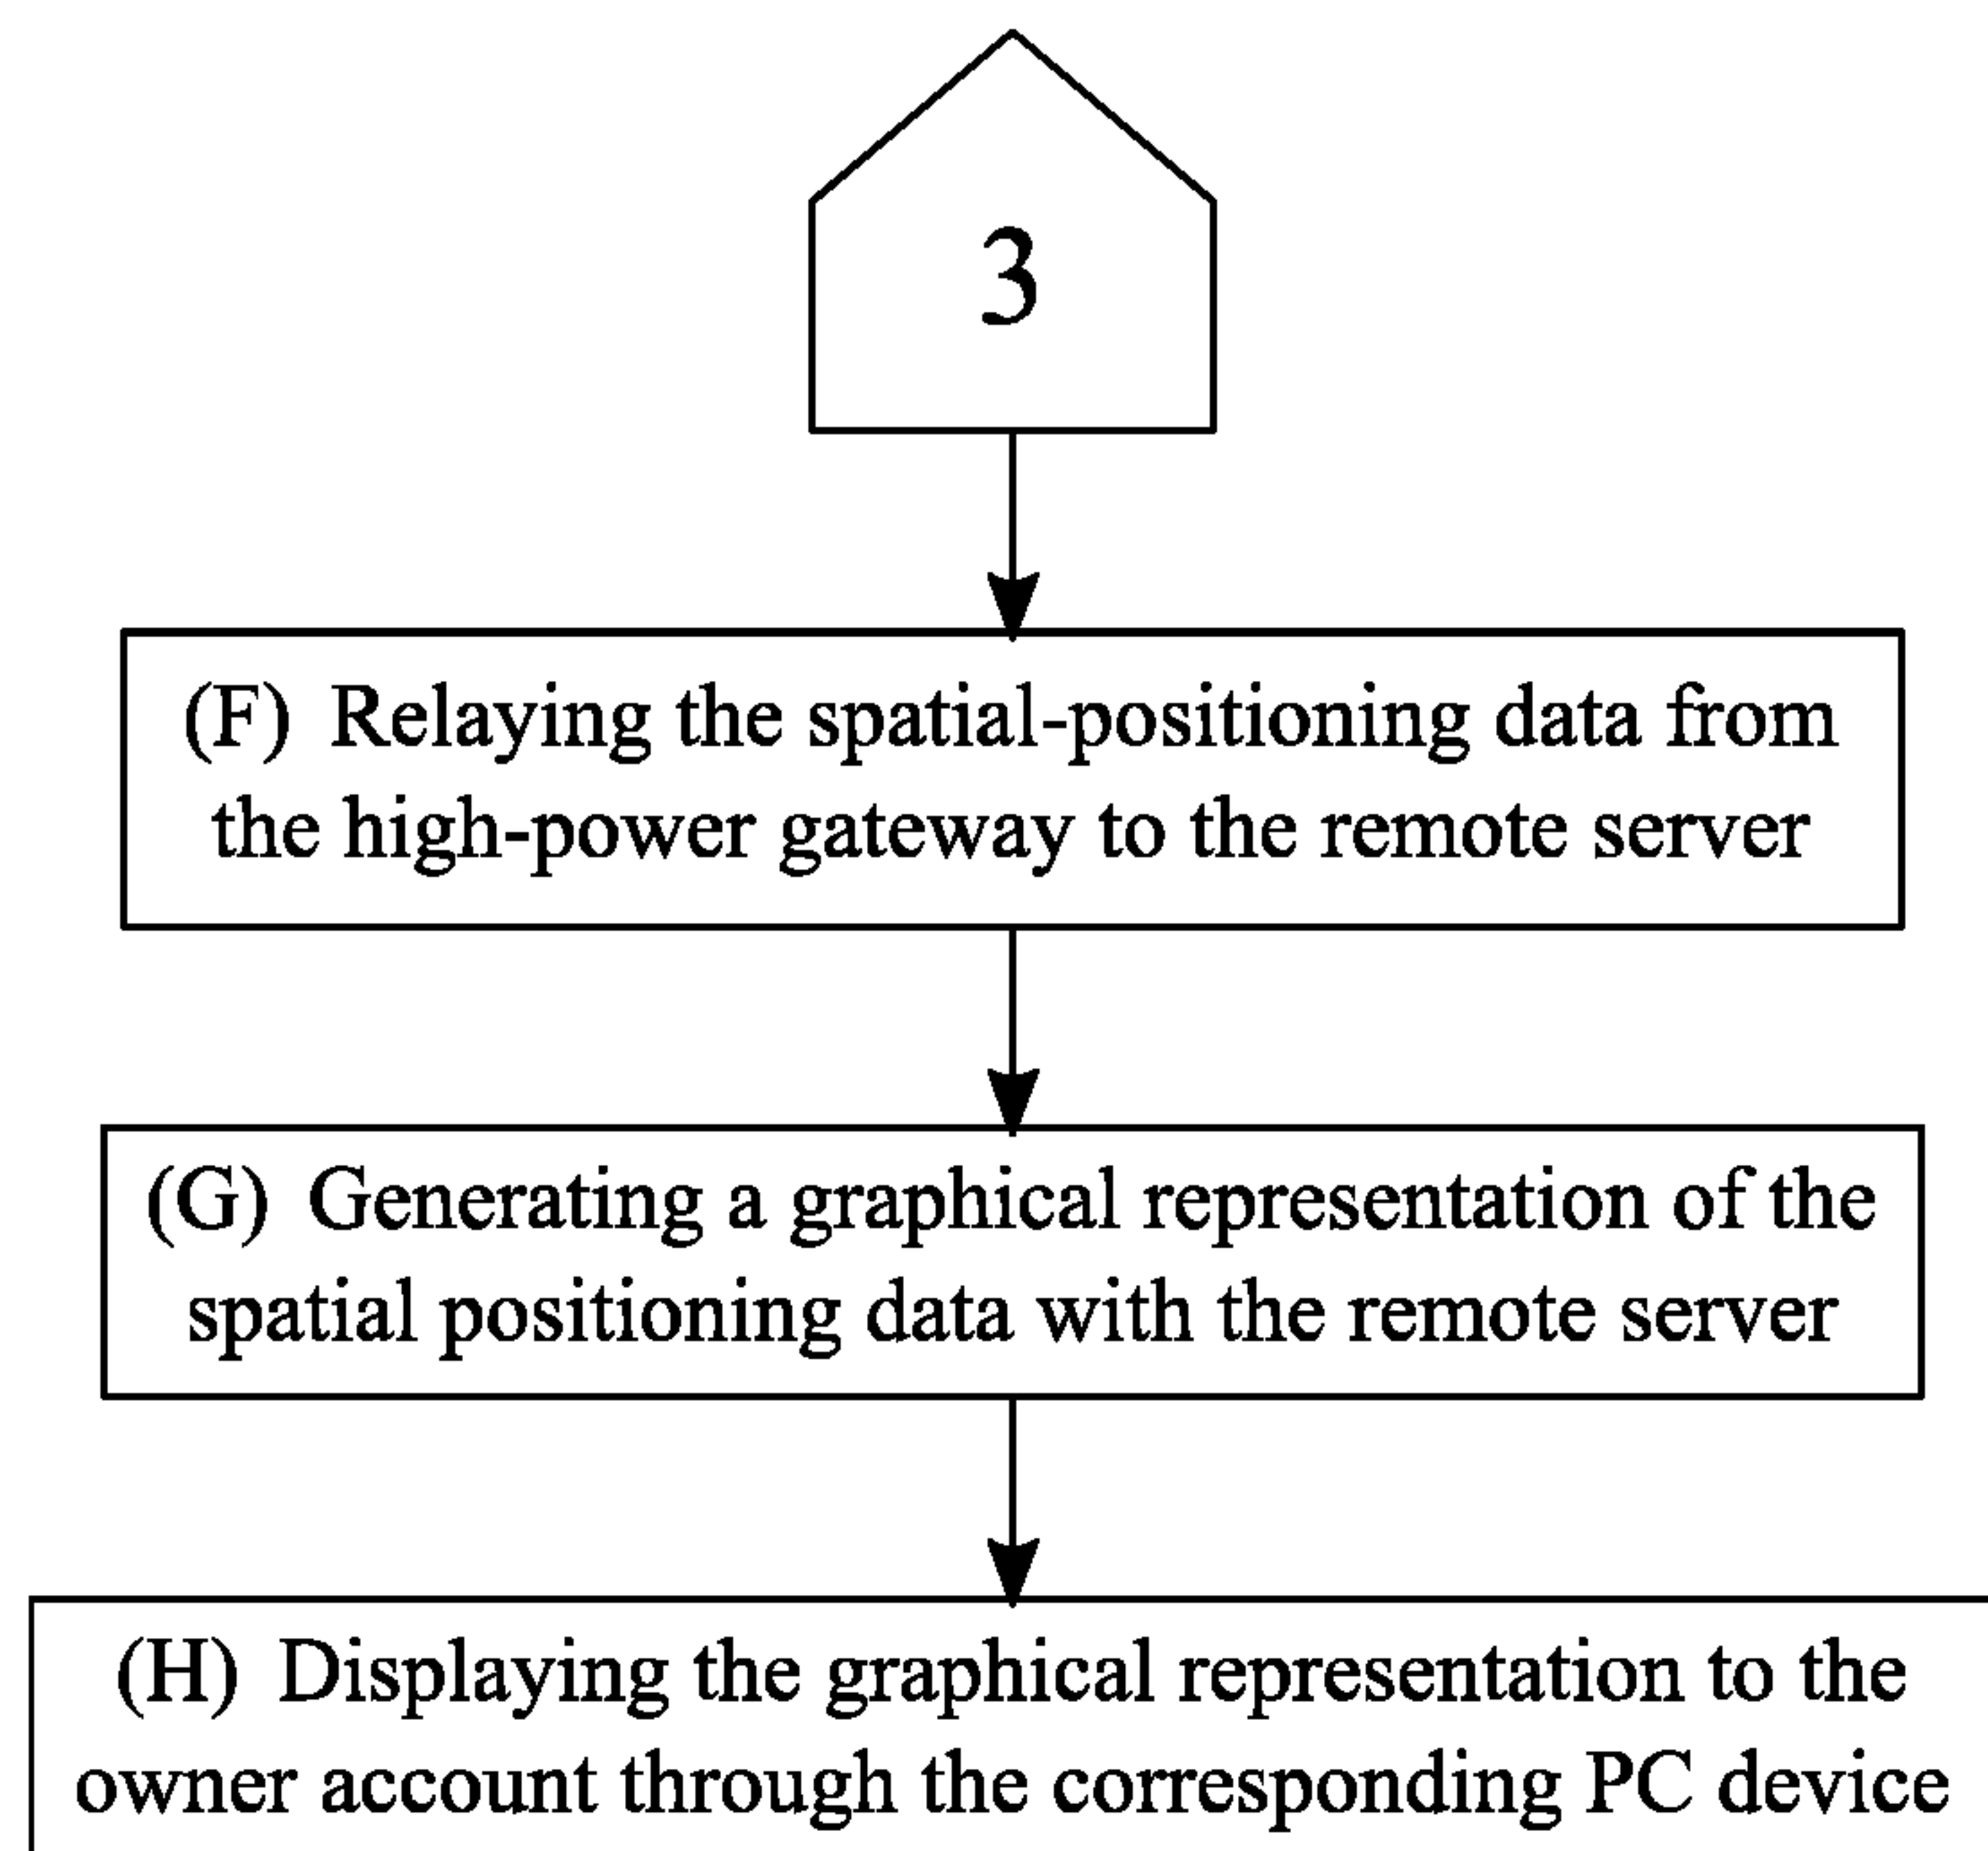 3
(F) Relaying the spatial-positioning data from
the high-power gateway to the remote server
(G) Generating a graphical representation of the
spatial positioning data with the remote server
(H) Displaying the graphical representation to the
owner account through the corresponding PC device